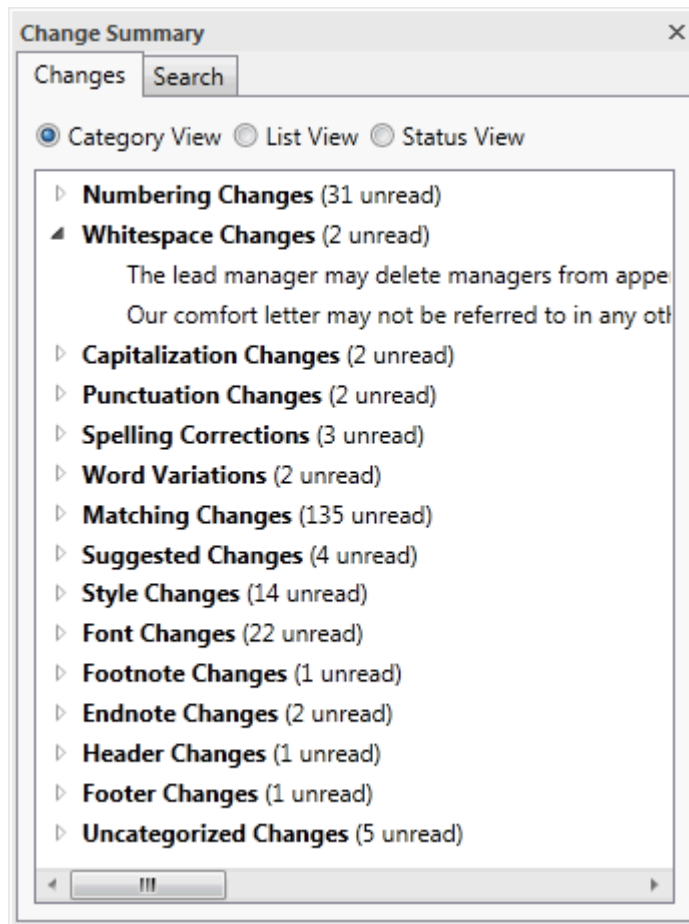 Change Summary
Changes Search
Category View List View Status View
Numbering Changes (31 unread)
Whitespace Changes (2 unread)
The lead manager may delete managers from
Our comfort letter may not be referred to in any
Capitalization Changes (2 unread)
Punctuation Changes (2 unread)
Spelling Corrections (3 unread)
Word Variations (2 unread)
Matching Changes (135 unread)
Suggested Changes (4 unread)
Style Changes (14 unread)
Font Changes (22 unread)
Footnote Changes (1 unread)
Endnote Changes (2 unread)
Header Changes (1 unread)
Footer Changes (1 unread)
Uncategorized Changes (5 unread)